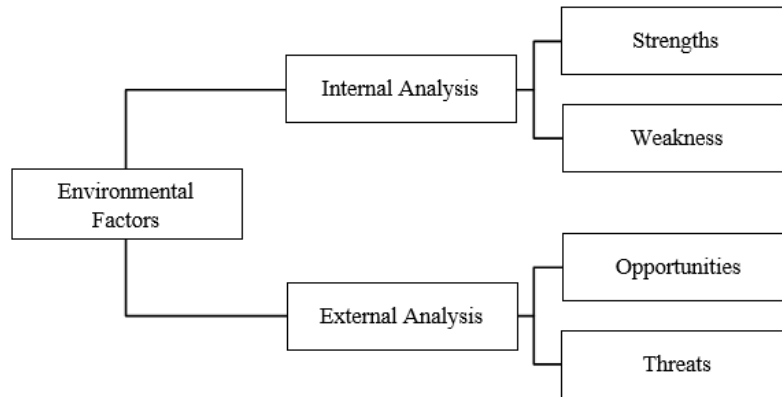 Environmental
Factors
Internal Analysis
Strengths
Weakness
External Analysis
Opportunities
Threats